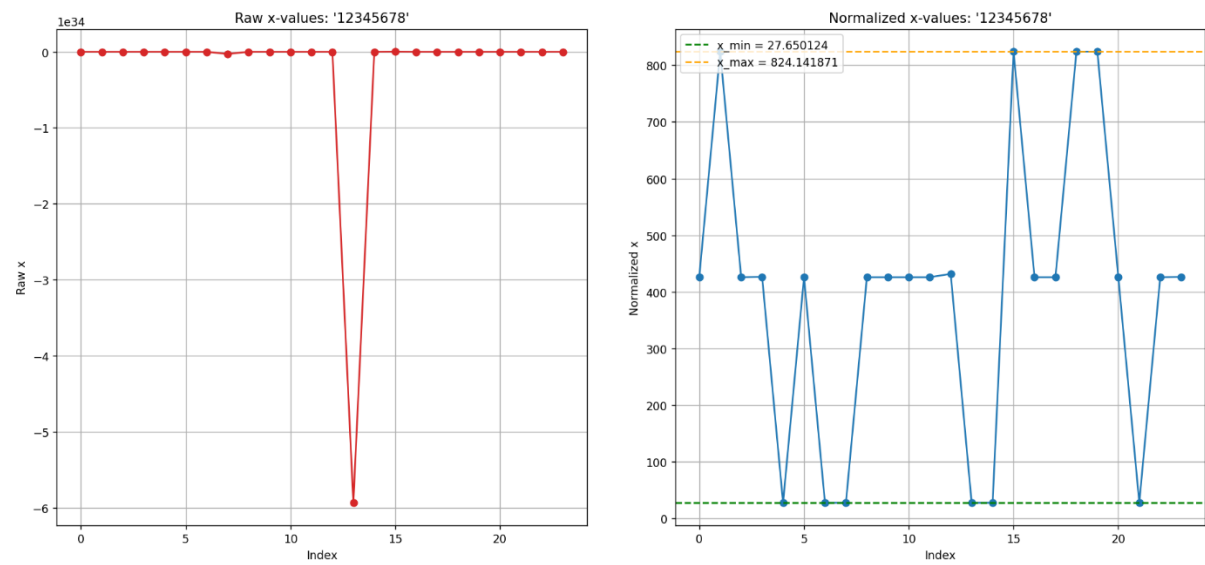 Raw x-values: '12345678'
1e34
0
−1
−2
−3
−4
−5
−6
Raw x
0
5
10
15
20
Index
Normalized x-values: '12345678'
x_min = 27.650124
x_max = 824.141871
800
700
600
500
400
300
200
100
0
Normalized x
0
5
10
15
20
Index